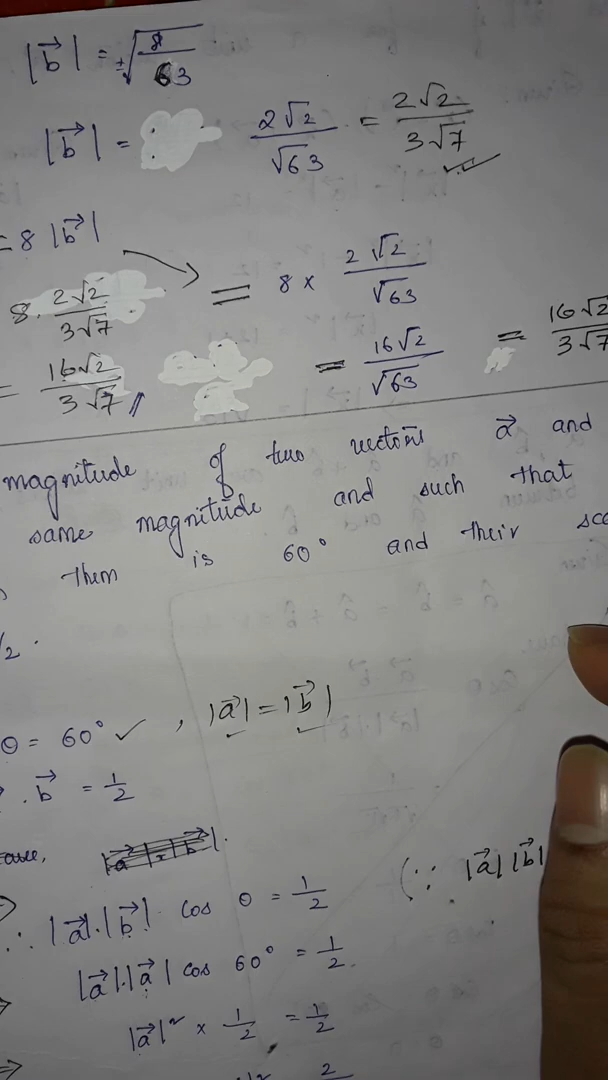 |b⃗| = ±√(8/63)
|b⃗| = 2√2/√63 = 2√2/3√7
= 8 |b⃗|
8 · 2√2/3√7 = 8 × 2√2/√63
= 16√2/3√7 = 16√2/√63 = 16√2/3√7
magnitude of two vectors a⃗ and
same magnitude and such that
them is 60° and their
/2 .
θ = 60° ✓ , |a⃗| = |b⃗|
. b⃗ = 1/2
∴ |a⃗|.|b⃗| cos θ = 1/2 (∵ |a⃗| |b⃗|
|a⃗|.|a⃗| cos 60° = 1/2
|a⃗|² × 1/2 = 1/2